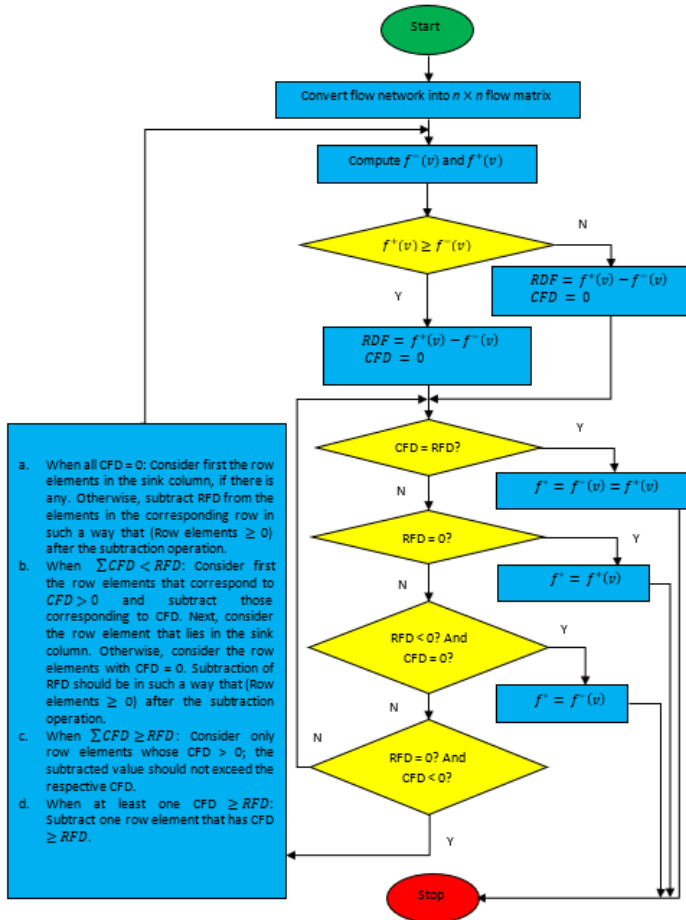 Start
Convert flow network into n × n flow matrix
Compute f⁻(v) and f⁺(v)
f⁺(v) ≥ f⁻(v)
N
RDF = f⁺(v) − f⁻(v)
CFD = 0
Y
RDF = f⁺(v) − f⁻(v)
CFD = 0
CFD = RFD?
Y
f* = f⁻(v) = f⁺(v)
N
RFD = 0?
Y
f* = f⁺(v)
N
RFD < 0? And
CFD = 0?
Y
f* = f⁻(v)
N
RFD = 0? And
CFD < 0?
N
Y
Stop
a. When all CFD = 0: Consider first the row
elements in the sink column, if there is
any. Otherwise, subtract RFD from the
elements in the corresponding row in
such a way that (Row elements ≥ 0)
after the subtraction operation.
b. When ∑CFD < RFD: Consider first
the row elements that correspond to
CFD > 0 and subtract those
corresponding to CFD. Next, consider
the row element that lies in the sink
column. Otherwise, consider the row
elements with CFD = 0. Subtraction of
RFD should be in such a way that (Row
elements ≥ 0) after the subtraction
operation.
c. When ∑CFD ≥ RFD: Consider only
row elements whose CFD > 0; the
subtracted value should not exceed the
respective CFD.
d. When at least one CFD ≥ RFD:
Subtract one row element that has CFD
≥ RFD.